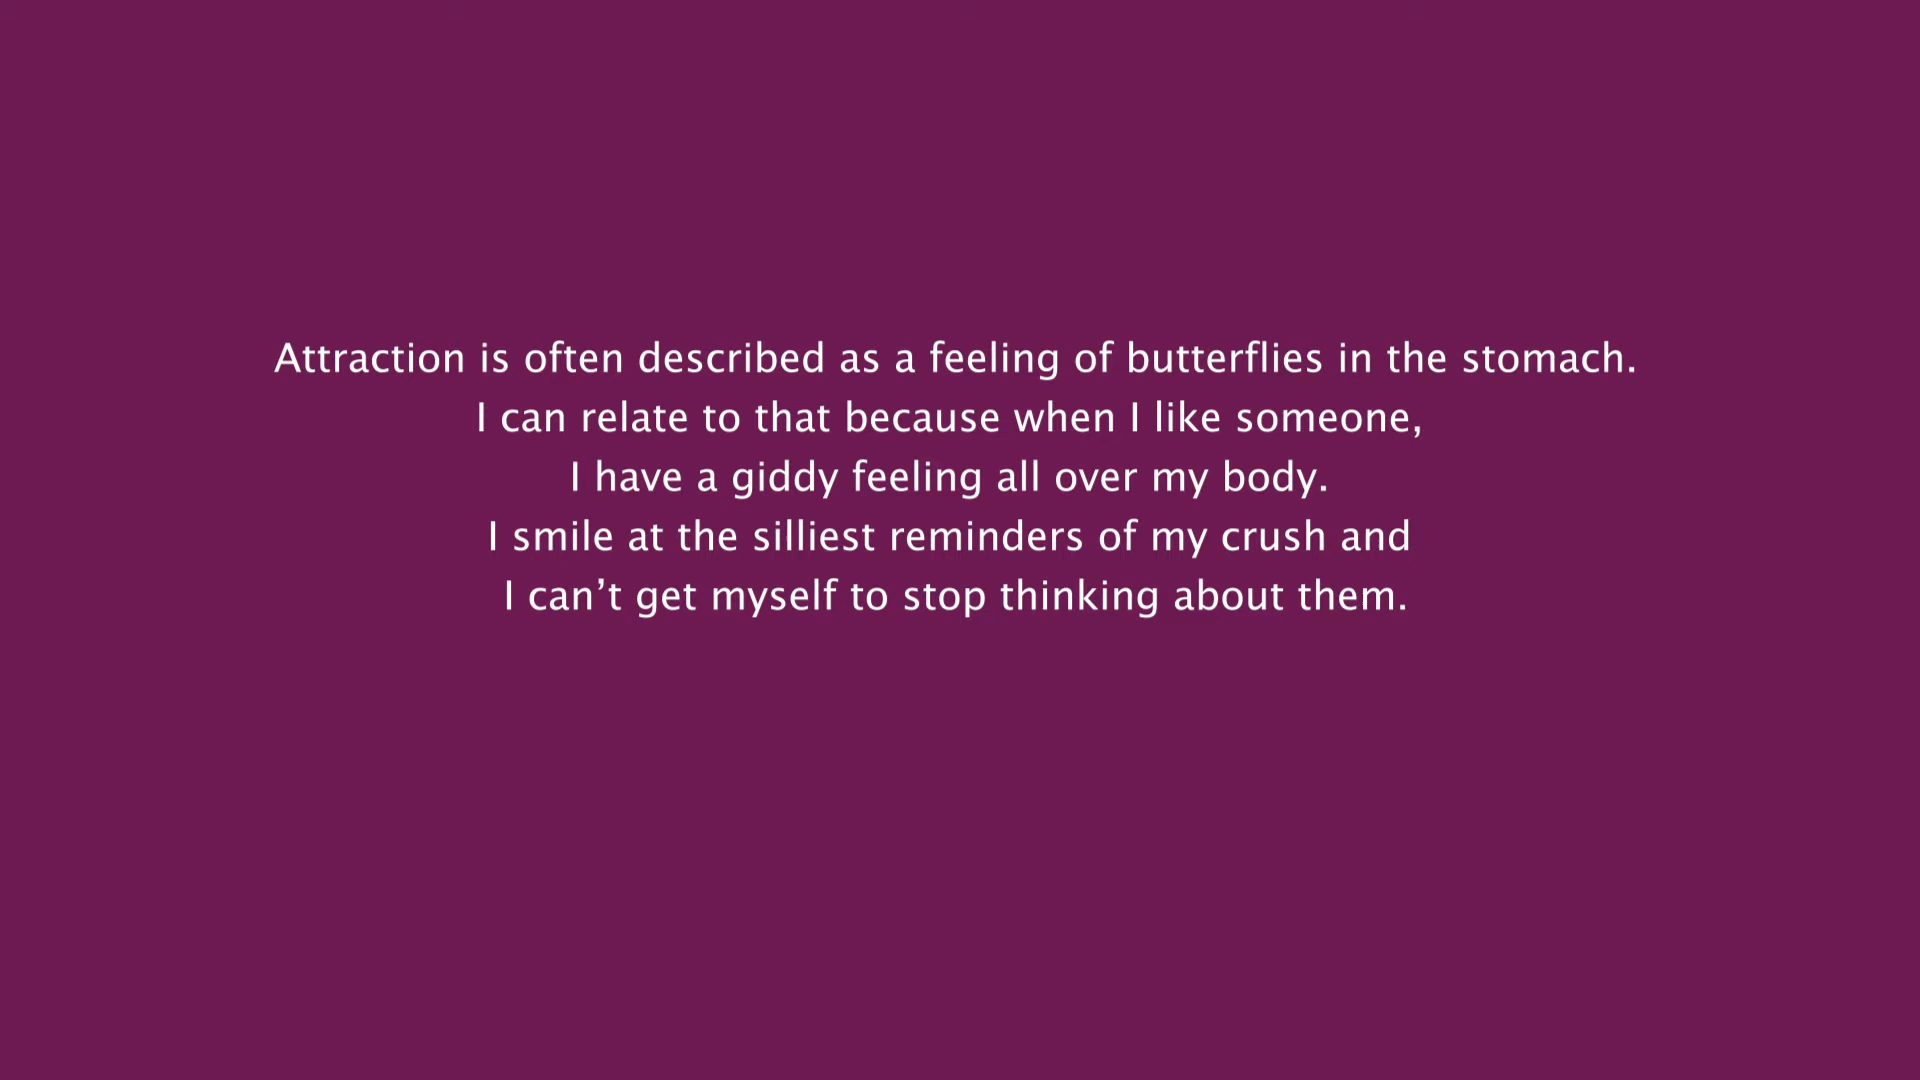 Attraction is often described as a feeling of butterflies in the stomach.
I can relate to that because when I like someone,
I have a giddy feeling all over my body.
I smile at the silliest reminders of my crush and
I can’t get myself to stop thinking about them.